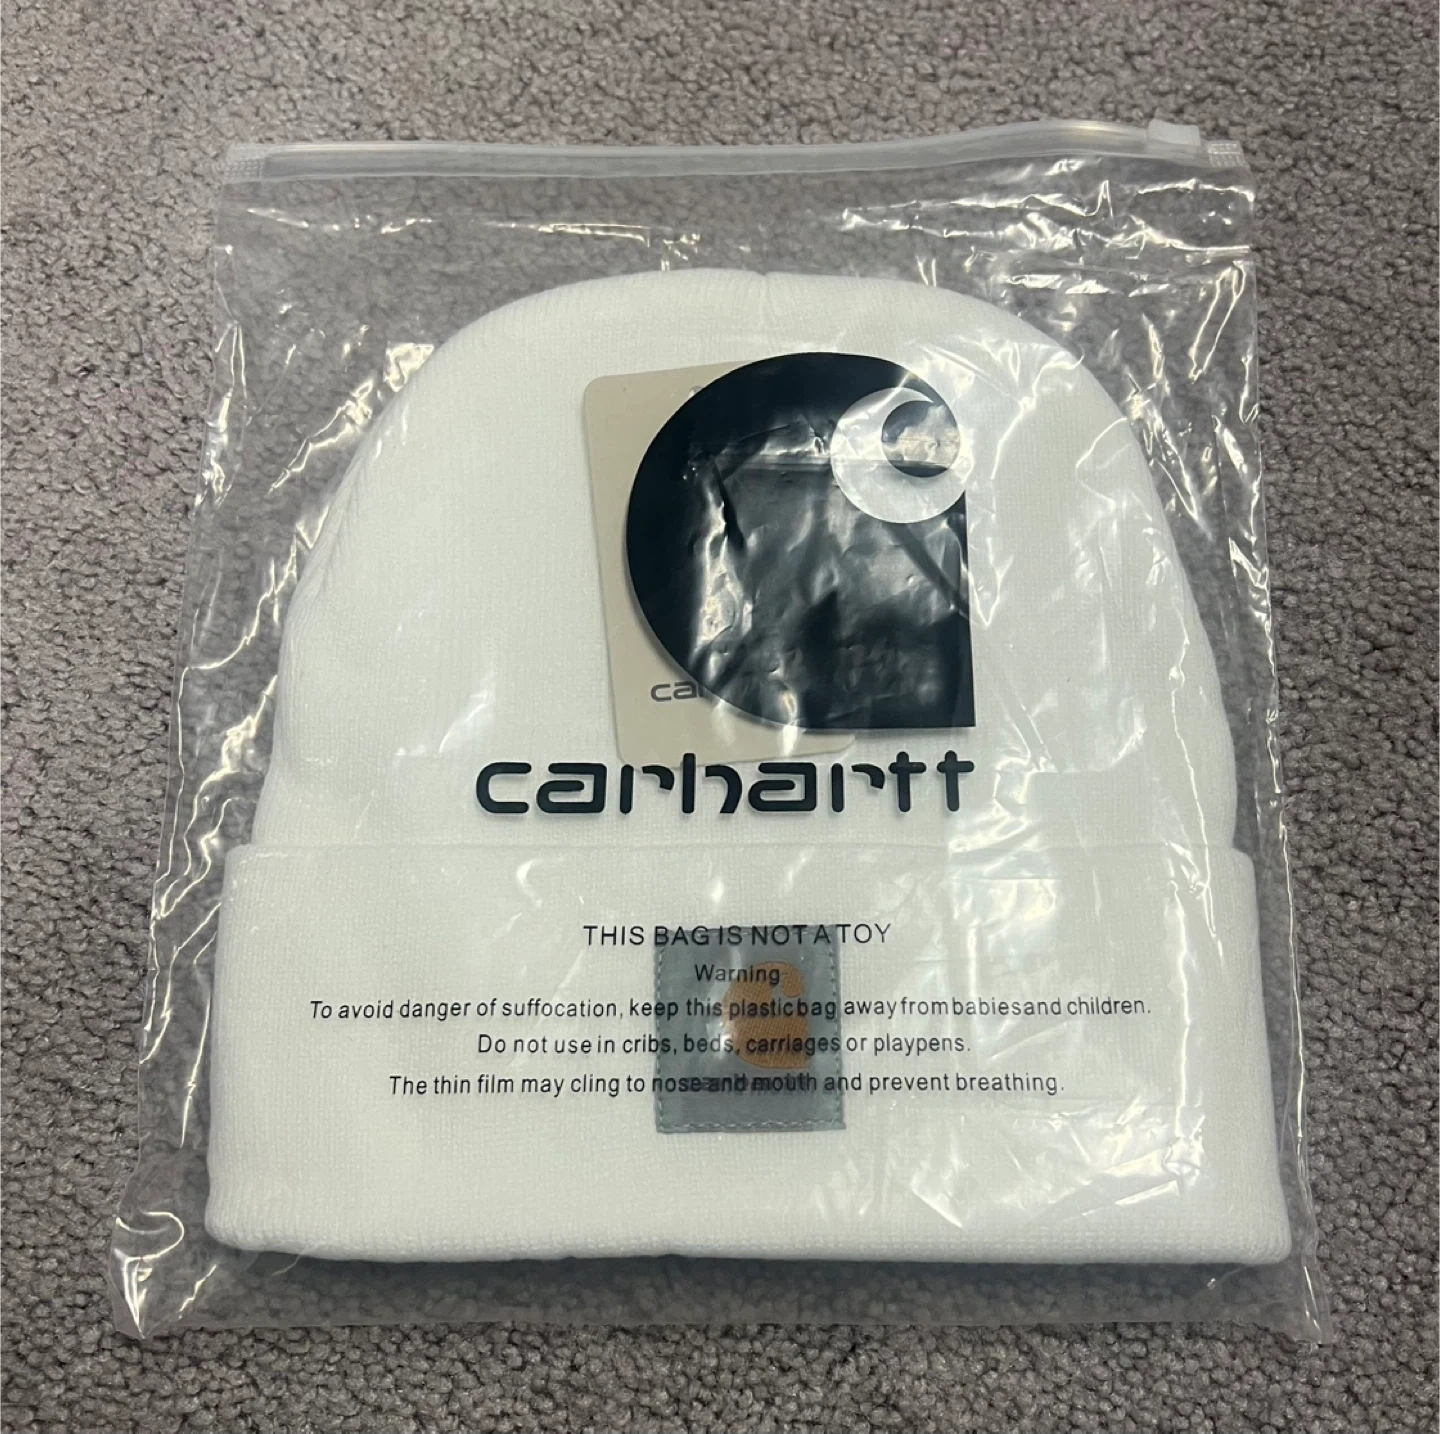 car
carhartt
THIS BAG IS NOT A TOY
Warning
To avoid danger of suffocation, keep this plastic bag away from babiesand children.
Do not use in cribs, beds, carriages or playpens.
The thin film may cling to nose and mouth and prevent breathing.